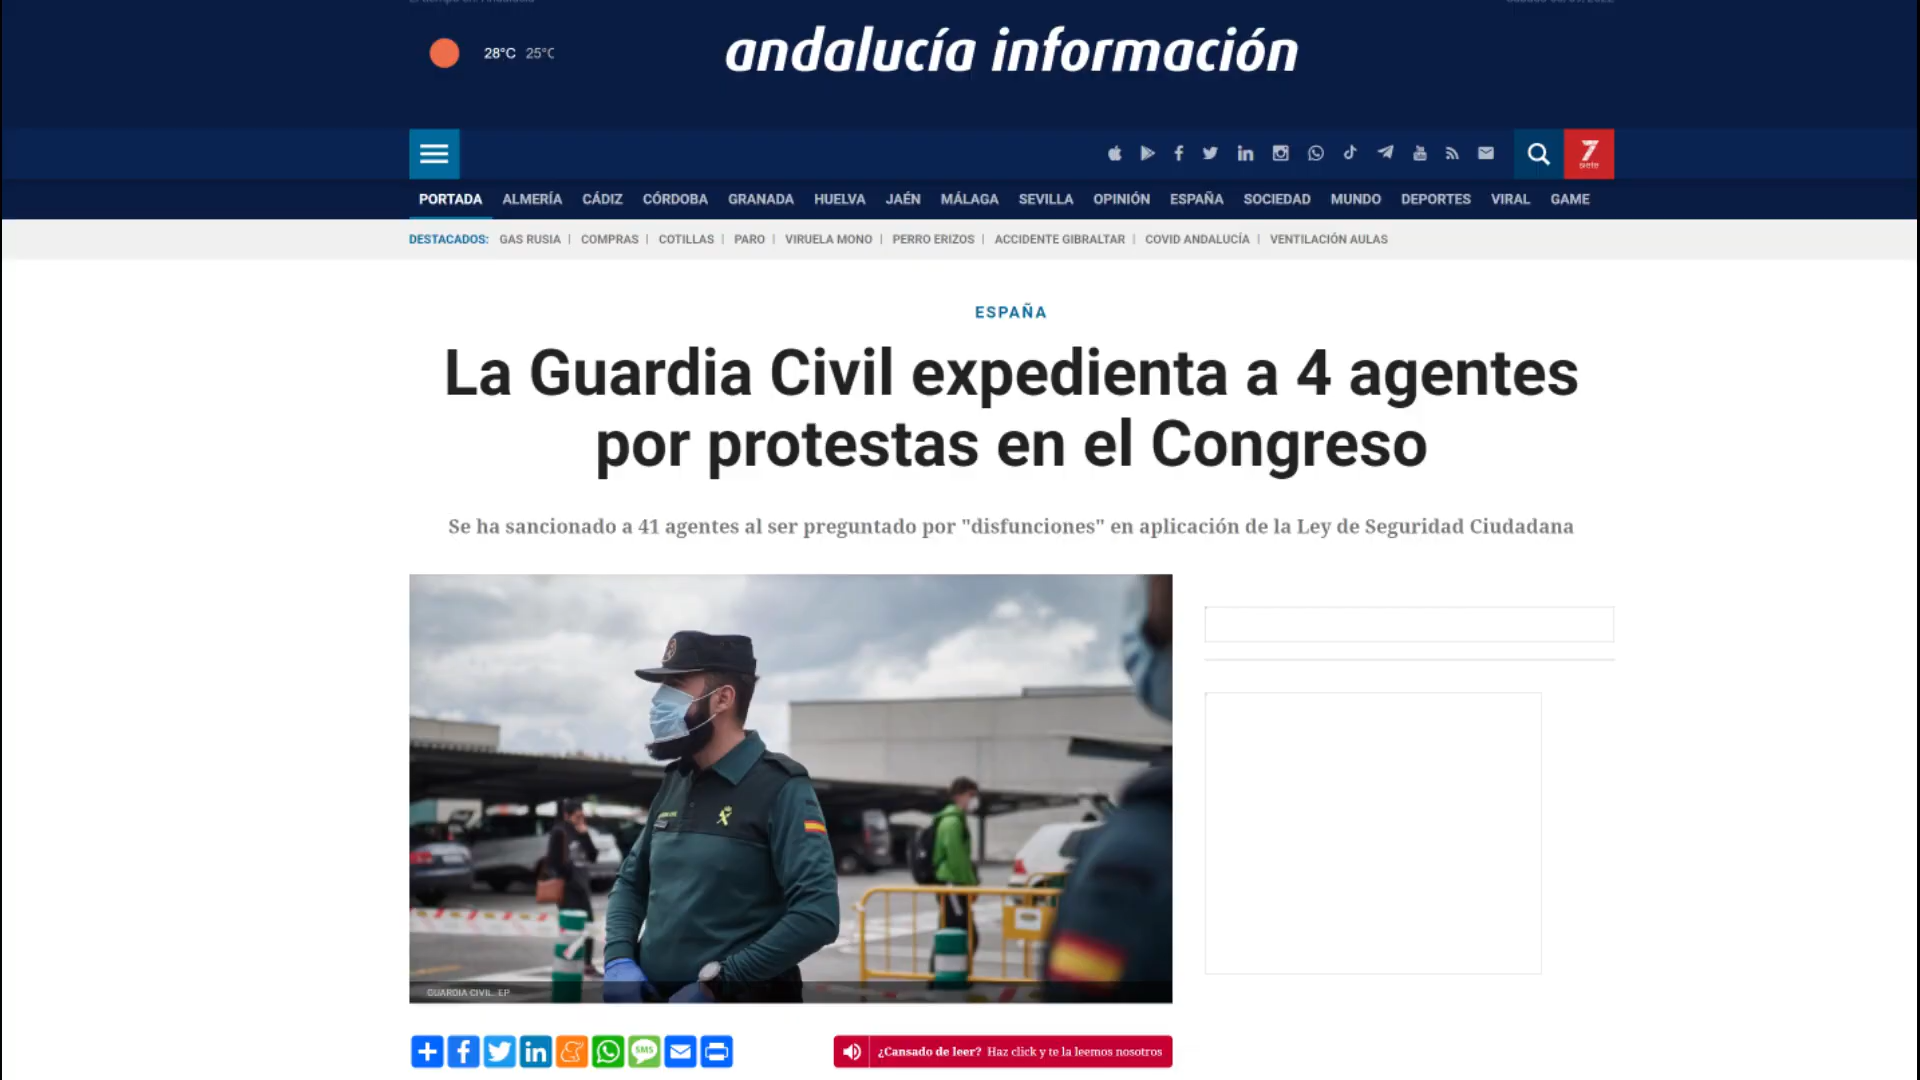 28°C 25°C
andalucía información
7
siete
PORTADA ALMERÍA CÁDIZ CÓRDOBA GRANADA HUELVA JAÉN MÁLAGA SEVILLA OPINIÓN ESPAÑA SOCIEDAD MUNDO DEPORTES VIRAL GAME
DESTACADOS: GAS RUSIA | COMPRAS | COTILLAS | PARO | VIRUELA MONO | PERRO ERIZOS | ACCIDENTE GIBRALTAR | COVID ANDALUCÍA | VENTILACIÓN AULAS
ESPAÑA
La Guardia Civil expedienta a 4 agentes
por protestas en el Congreso
Se ha sancionado a 41 agentes al ser preguntado por "disfunciones" en aplicación de la Ley de Seguridad Ciudadana
GUARDIA CIVIL. EP
SMS
¿Cansado de leer? Haz click y te la leemos nosotros